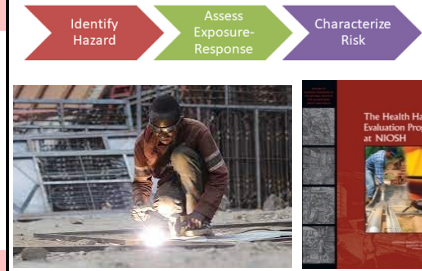 Identify
Hazard
Assess
Exposure-
Response
Characterize
Risk
The Health Ha
Evaluation Pro
at NIOSH